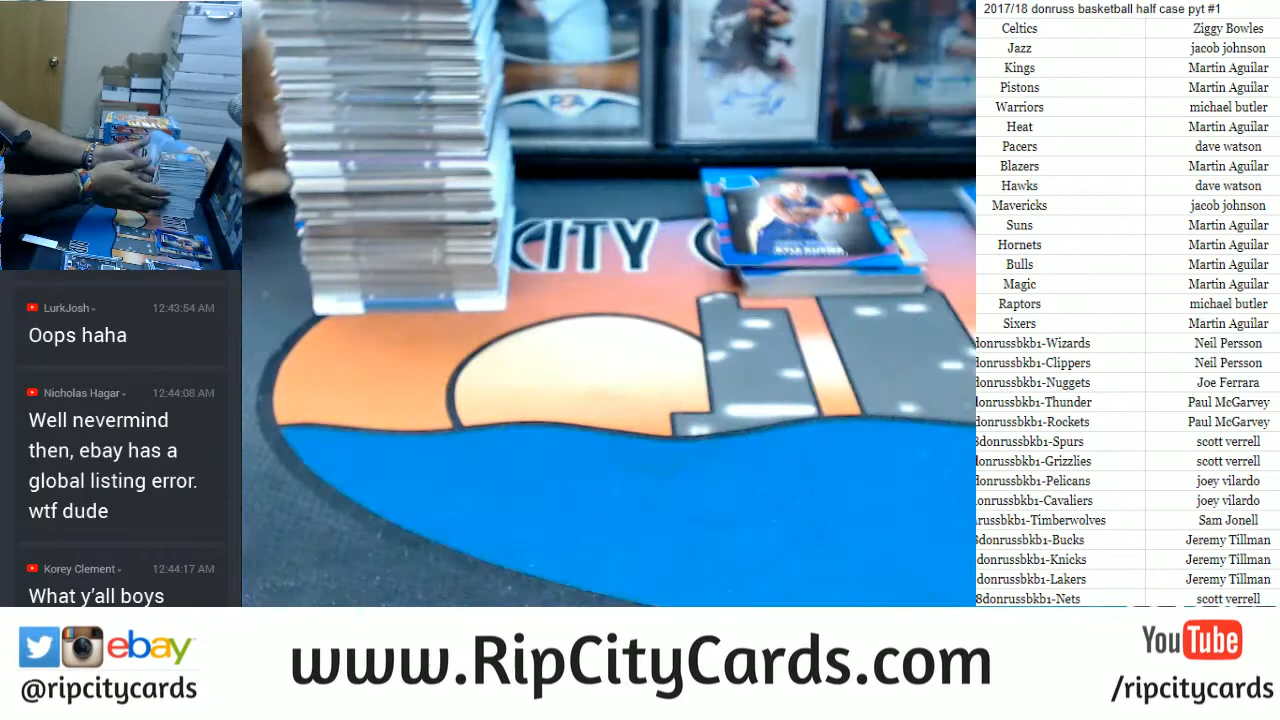 2017/18 donruss basketball half case pyt #1
Celtics Ziggy Bowles
Jazz jacob johnson
Kings Martin Aguilar
Pistons Martin Aguilar
Warriors michael butler
Heat Martin Aguilar
Pacers dave watson
Blazers Martin Aguilar
Hawks dave watson
Mavericks jacob johnson
Suns Martin Aguilar
Hornets Martin Aguilar
Bulls Martin Aguilar
Magic Martin Aguilar
Raptors michael butler
Sixers Martin Aguilar
donrussbkb1-Wizards Neil Persson
donrussbkb1-Clippers Neil Persson
donrussbkb1-Nuggets Joe Ferrara
donrussbkb1-Thunder Paul McGarvey
donrussbkb1-Rockets Paul McGarvey
8donrussbkb1-Spurs scott verrell
donrussbkb1-Grizzlies scott verrell
donrussbkb1-Pelicans joey vilardo
donrussbkb1-Cavaliers joey vilardo
russbkb1-Timberwolves Sam Jonell
8donrussbkb1-Bucks Jeremy Tillman
donrussbkb1-Knicks Jeremy Tillman
donrussbkb1-Lakers Jeremy Tillman
8donrussbkb1-Nets scott verrell
PSA
CITY C
LurkJosh 12:43:54 AM
Oops haha
Nicholas Hagar 12:44:08 AM
Well nevermind
then, ebay has a
global listing error.
wtf dude
Korey Clement 12:44:17 AM
What y'all boys
ebay
@ripcitycards
www.RipCityCards.com
YouTube
/ripcitycards